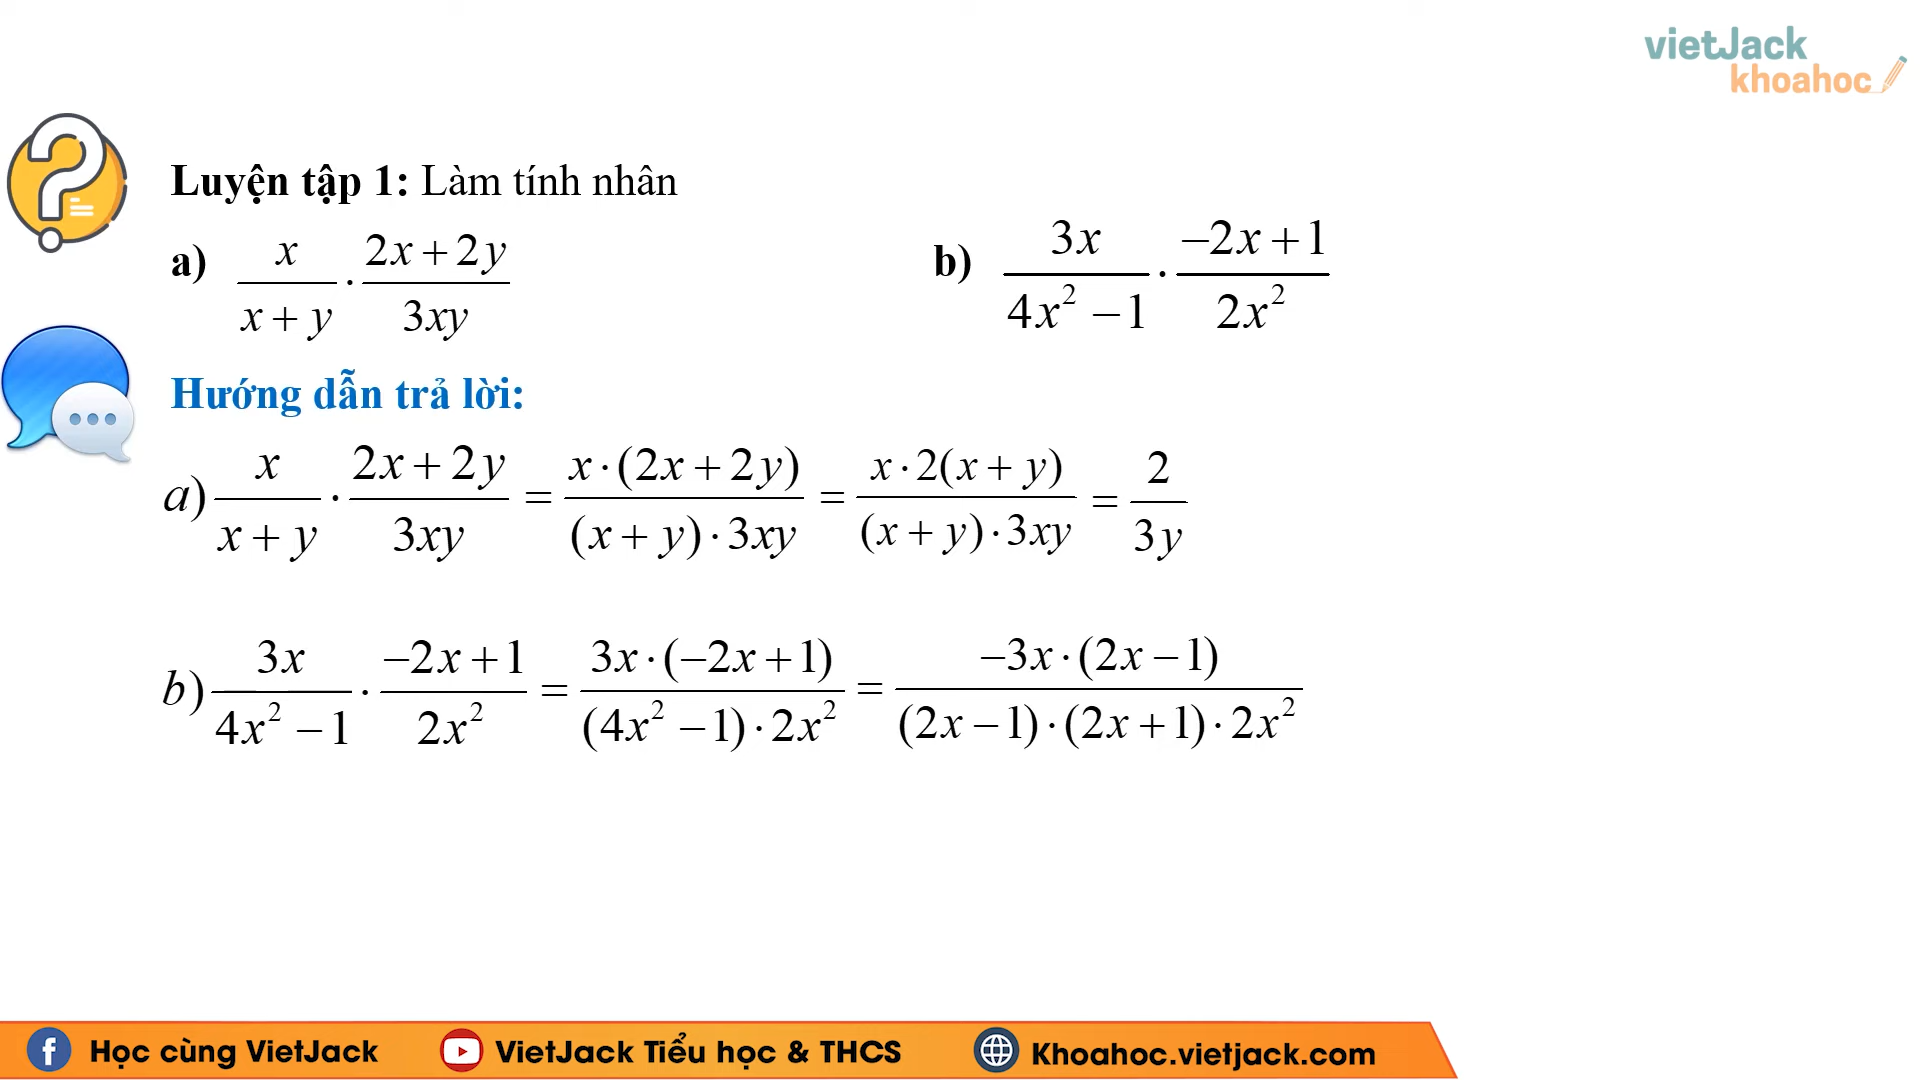 vietJack
khoahoc
Luyện tập 1: Làm tính nhân
a) x/(x + y) · (2x + 2y)/(3xy) b) 3x/(4x² − 1) · (−2x + 1)/(2x²)
Hướng dẫn trả lời:
a) x/(x + y) · (2x + 2y)/(3xy) = (x · (2x + 2y))/((x + y) · 3xy) = (x · 2(x + y))/((x + y) · 3xy) = 2/(3y)
b) 3x/(4x² − 1) · (−2x + 1)/(2x²) = (3x · (−2x + 1))/((4x² − 1) · 2x²) = (−3x · (2x − 1))/((2x − 1) · (2x + 1) · 2x²)
Học cùng VietJack VietJack Tiểu học & THCS Khoahoc.vietjack.com